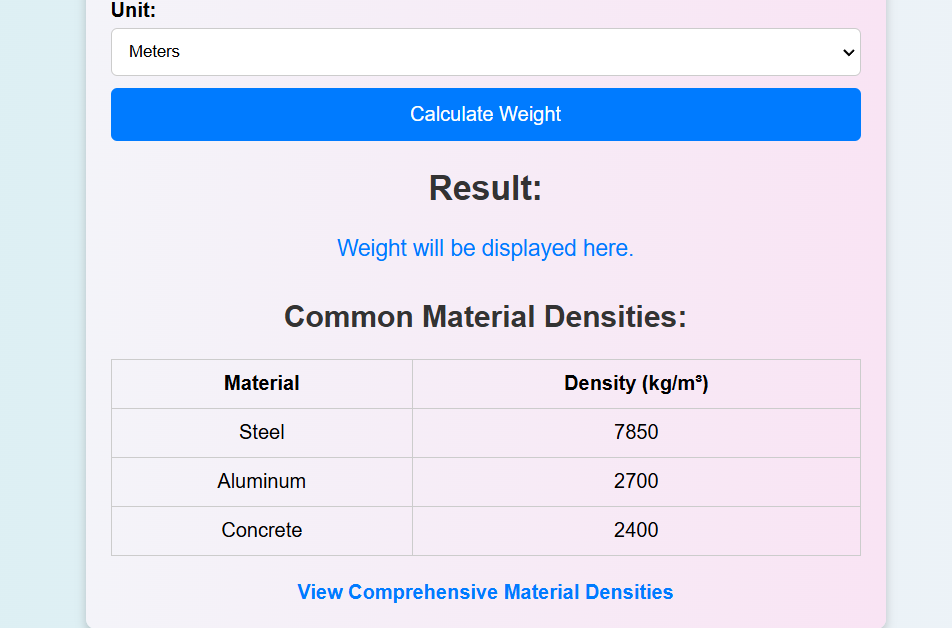 Unit:
Meters
Calculate Weight
Result:
Weight will be displayed here.
Common Material Densities:
Material Density (kg/m³)
Steel 7850
Aluminum 2700
Concrete 2400
View Comprehensive Material Densities